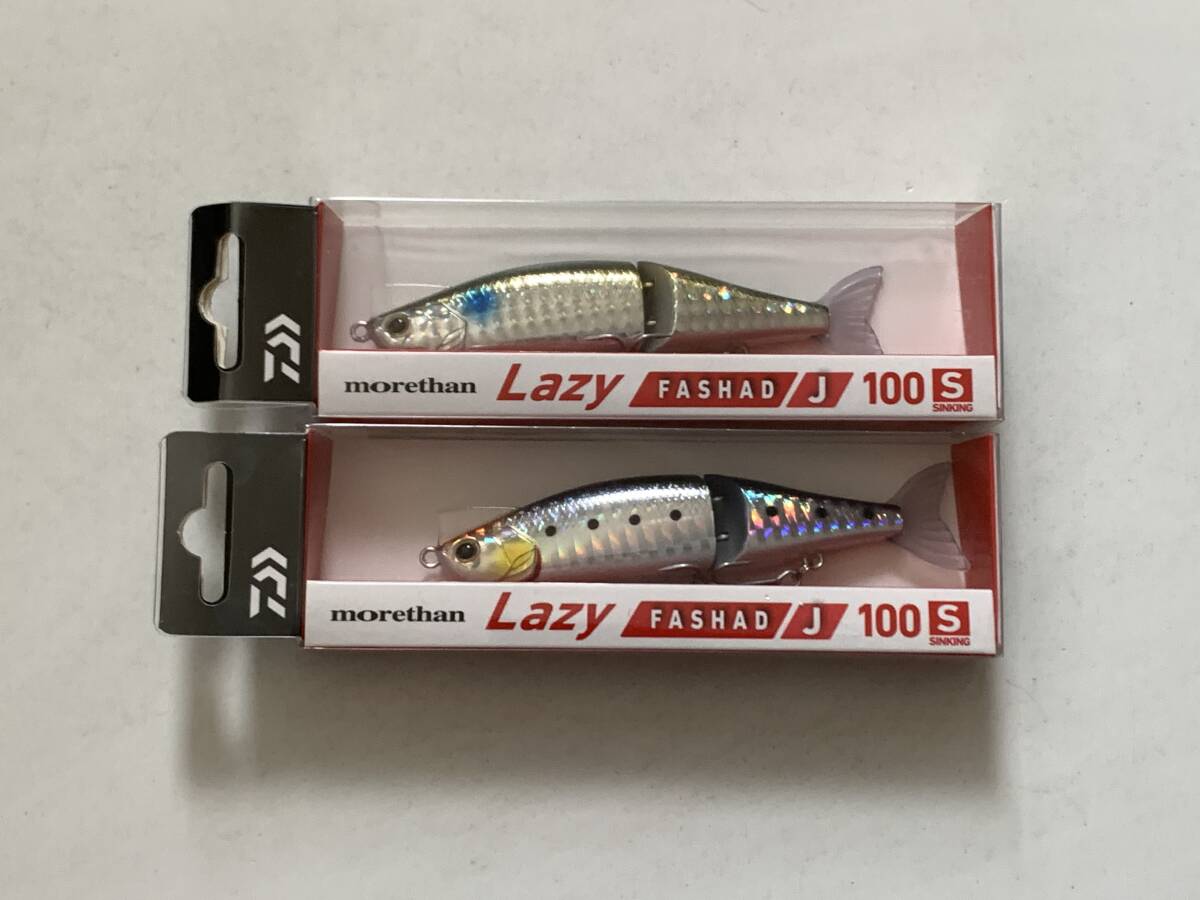 morethan Lazy FASHAD J 100 S
SINKING
morethan Lazy FASHAD J 100 S
SINKING